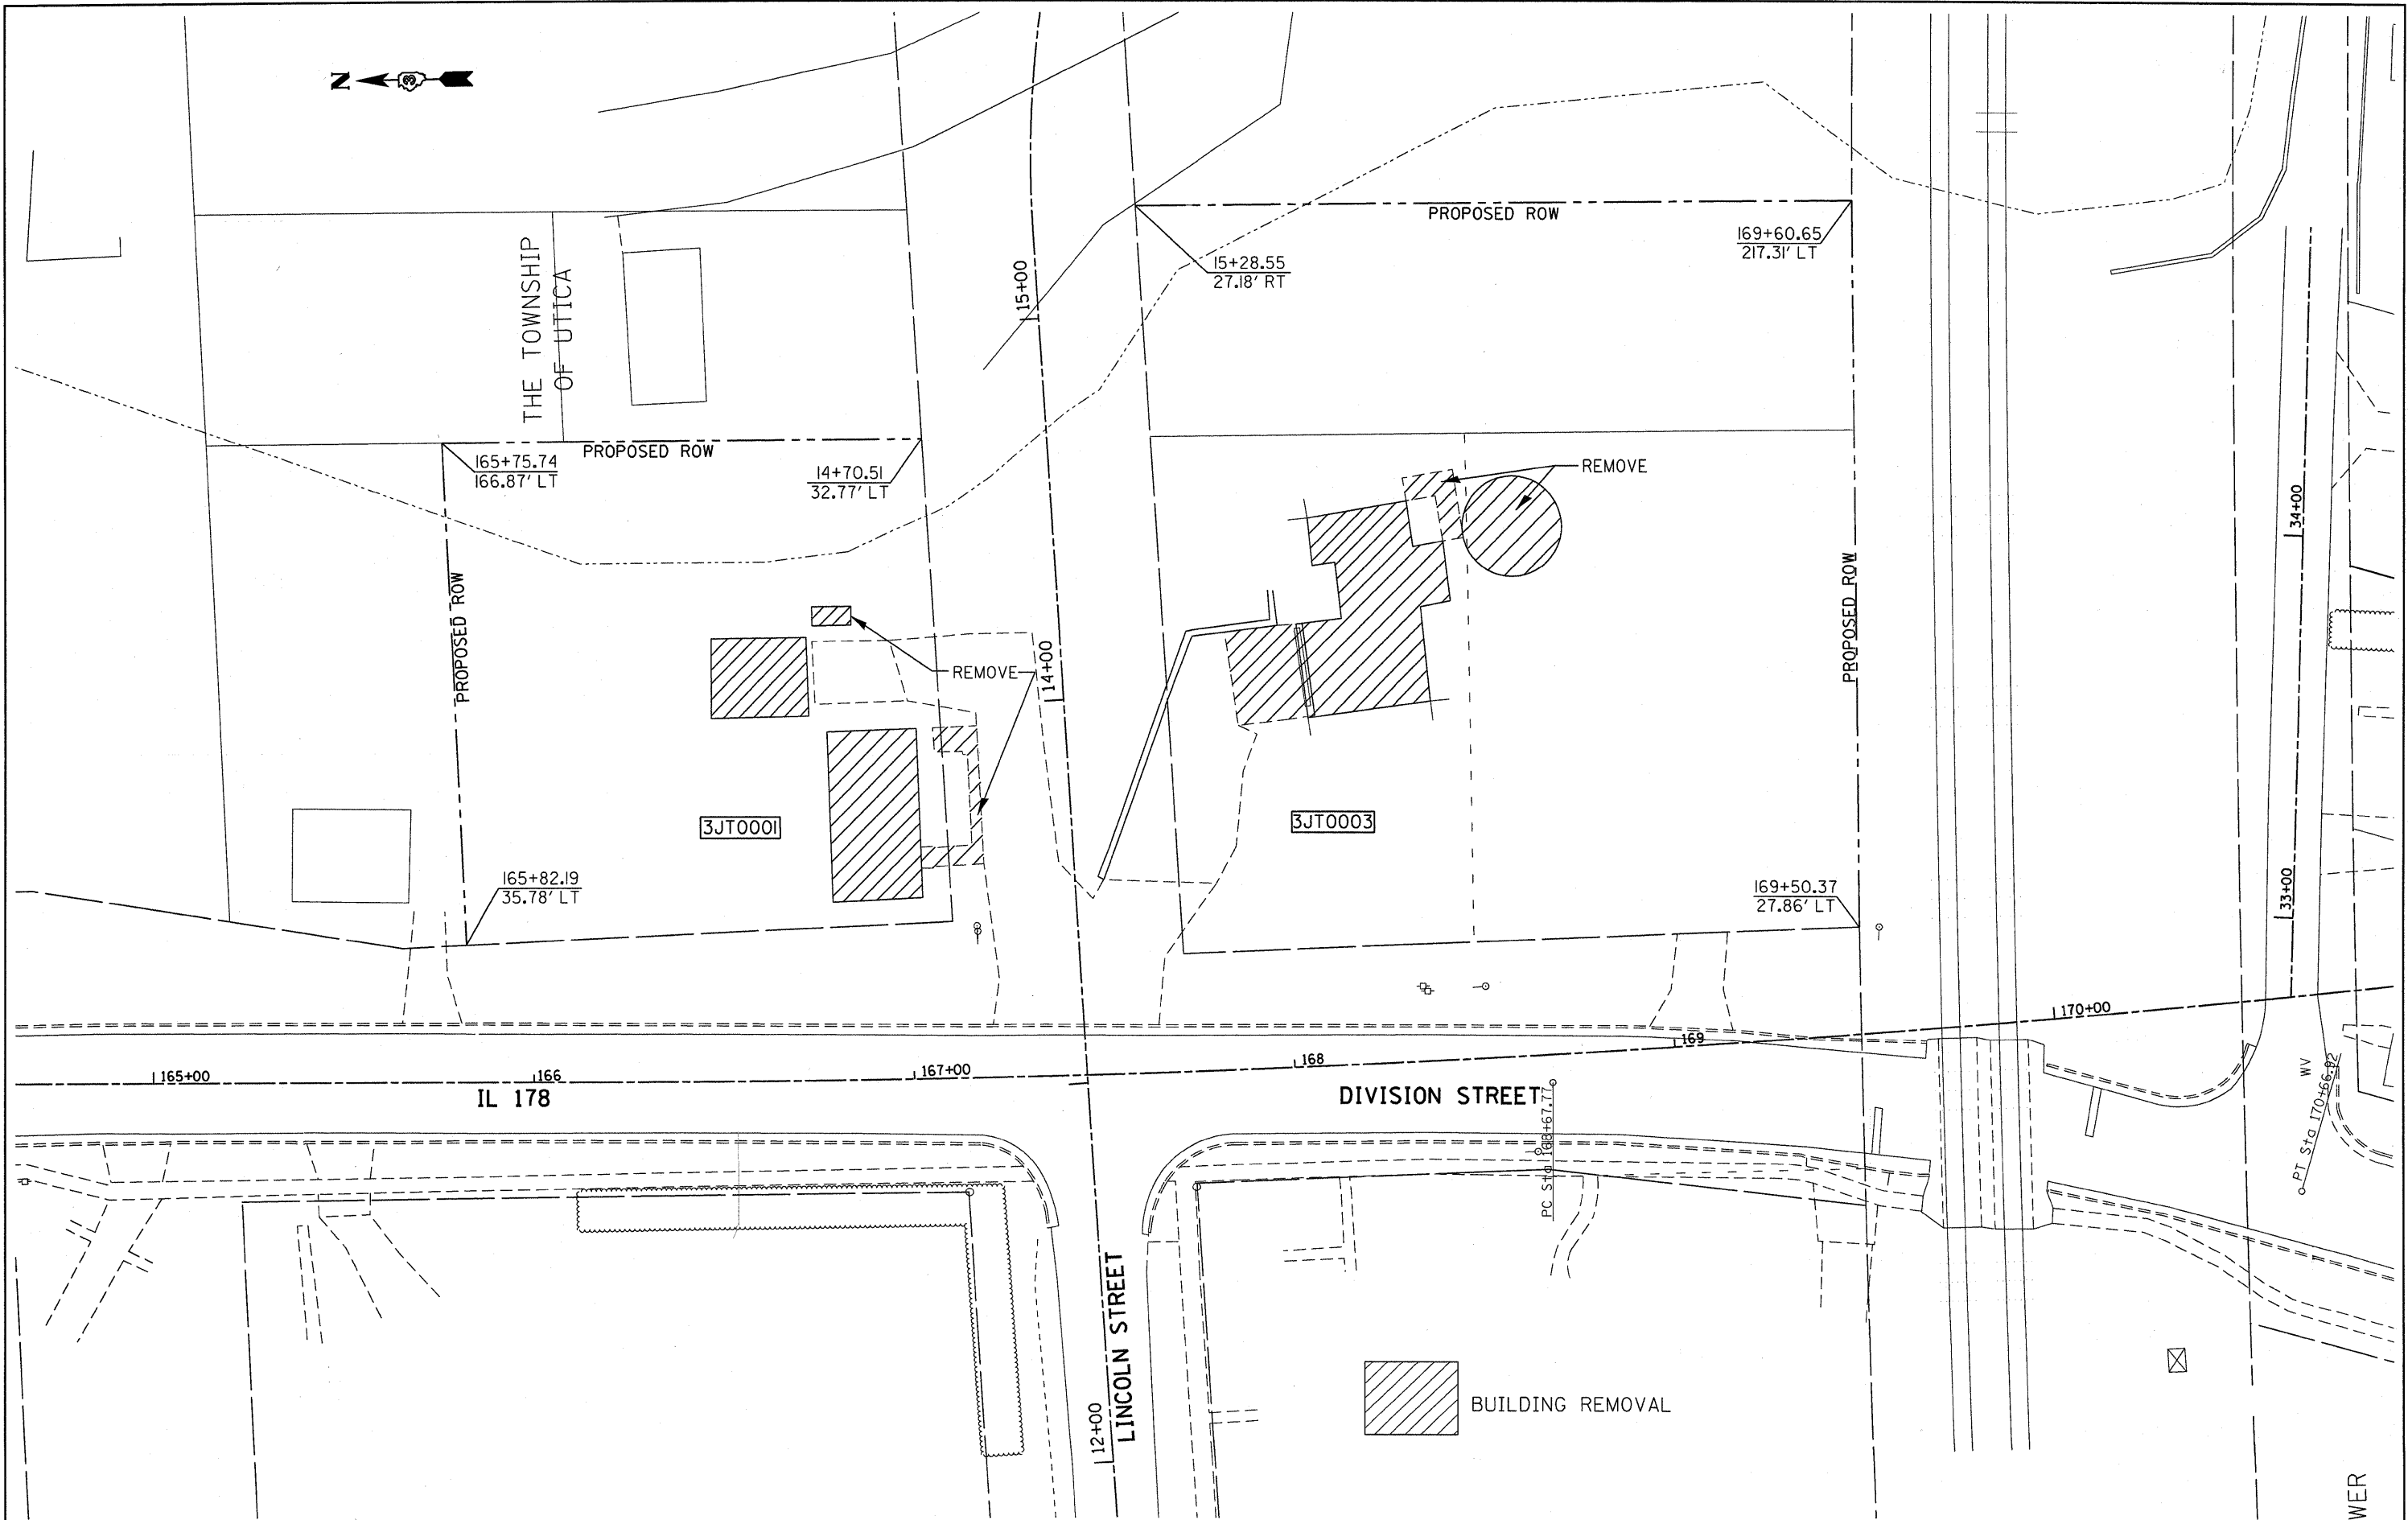 N
3
THE TOWNSHIP
OF UTICA
PROPOSED ROW
169+60.65
217.31' LT
15+28.55
27.18' RT
15+00
165+75.74
166.87' LT
PROPOSED ROW
14+70.51
32.77' LT
REMOVE
34+00
PROPOSED ROW
PROPOSED ROW
REMOVE
14+00
3JT0001
3JT0003
165+82.19
35.78' LT
169+50.37
27.86' LT
33+00
165+00
166
167+00
168
169
170+00
IL 178
DIVISION STREET
PC Sta 168+67.77
WV
PT Sta 170+66.92
LINCOLN STREET
12+00
BUILDING REMOVAL
WER